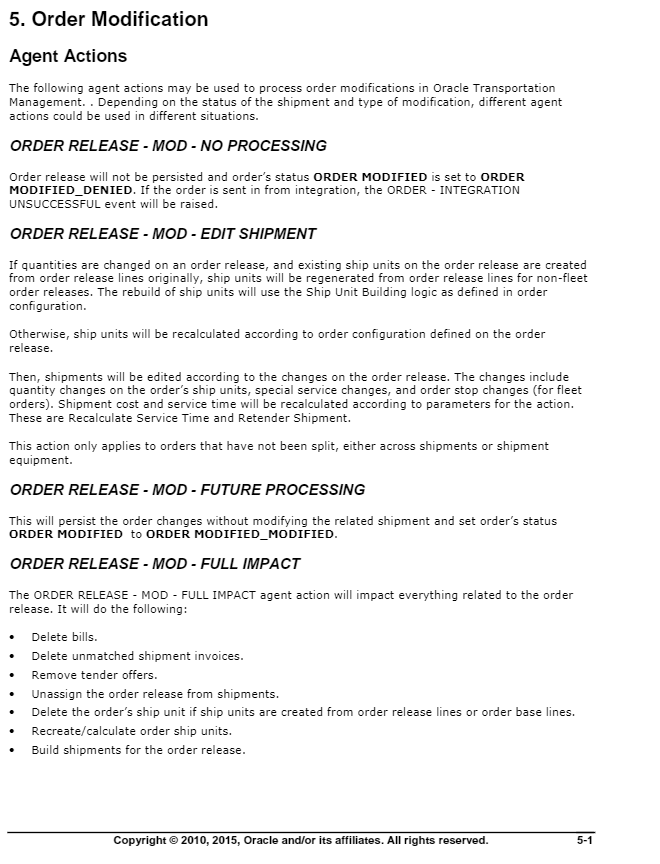 5. Order Modification
Agent Actions
The following agent actions may be used to process order modifications in Oracle Transportation
Management. . Depending on the status of the shipment and type of modification, different agent
actions could be used in different situations.
ORDER RELEASE - MOD - NO PROCESSING
Order release will not be persisted and order's status ORDER MODIFIED is set to ORDER
MODIFIED_DENIED. If the order is sent in from integration, the ORDER - INTEGRATION
UNSUCCESSFUL event will be raised.
ORDER RELEASE - MOD - EDIT SHIPMENT
If quantities are changed on an order release, and existing ship units on the order release are created
from order release lines originally, ship units will be regenerated from order release lines for non-fleet
order releases. The rebuild of ship units will use the Ship Unit Building logic as defined in order
configuration.
Otherwise, ship units will be recalculated according to order configuration defined on the order
release.
Then, shipments will be edited according to the changes on the order release. The changes include
quantity changes on the order's ship units, special service changes, and order stop changes (for fleet
orders). Shipment cost and service time will be recalculated according to parameters for the action.
These are Recalculate Service Time and Retender Shipment.
This action only applies to orders that have not been split, either across shipments or shipment
equipment.
ORDER RELEASE - MOD - FUTURE PROCESSING
This will persist the order changes without modifying the related shipment and set order's status
ORDER MODIFIED to ORDER MODIFIED_MODIFIED.
ORDER RELEASE - MOD - FULL IMPACT
The ORDER RELEASE - MOD - FULL IMPACT agent action will impact everything related to the order
release. It will do the following:
• Delete bills.
• Delete unmatched shipment invoices.
• Remove tender offers.
• Unassign the order release from shipments.
• Delete the order's ship unit if ship units are created from order release lines or order base lines.
• Recreate/calculate order ship units.
• Build shipments for the order release.
Copyright © 2010, 2015, Oracle and/or its affiliates. All rights reserved. 5-1